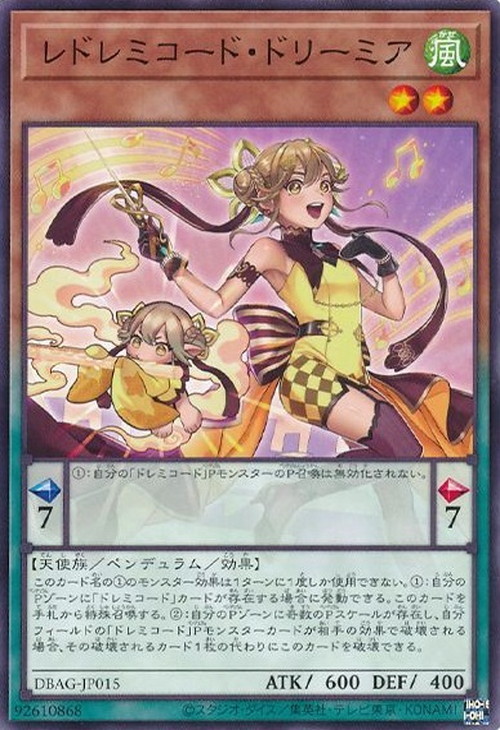 レドレミコード・ドリーミア
嵐
①:自分の「ドレミコード」PモンスターのP召喚は無効化されない。
7
7
【天使族/ペンデュラム/効果】
このカード名の①のモンスター効果は1ターンに1度しか使用できない。①:自分の
Pゾーンに「ドレミコード」カードが存在する場合に発動できる。このカードを
手札から特殊召喚する。②:自分のPゾーンに奇数のPスケールが存在し、自分
フィールドの「ドレミコード」Pモンスターカードが相手の効果で破壊される
場合、その破壊されるカード1枚の代わりにこのカードを破壊できる。
DBAG-JP015
ATK/ 600 DEF/ 400
92610868
©スタジオ・ダイス/集英社・テレビ東京・KONAMI